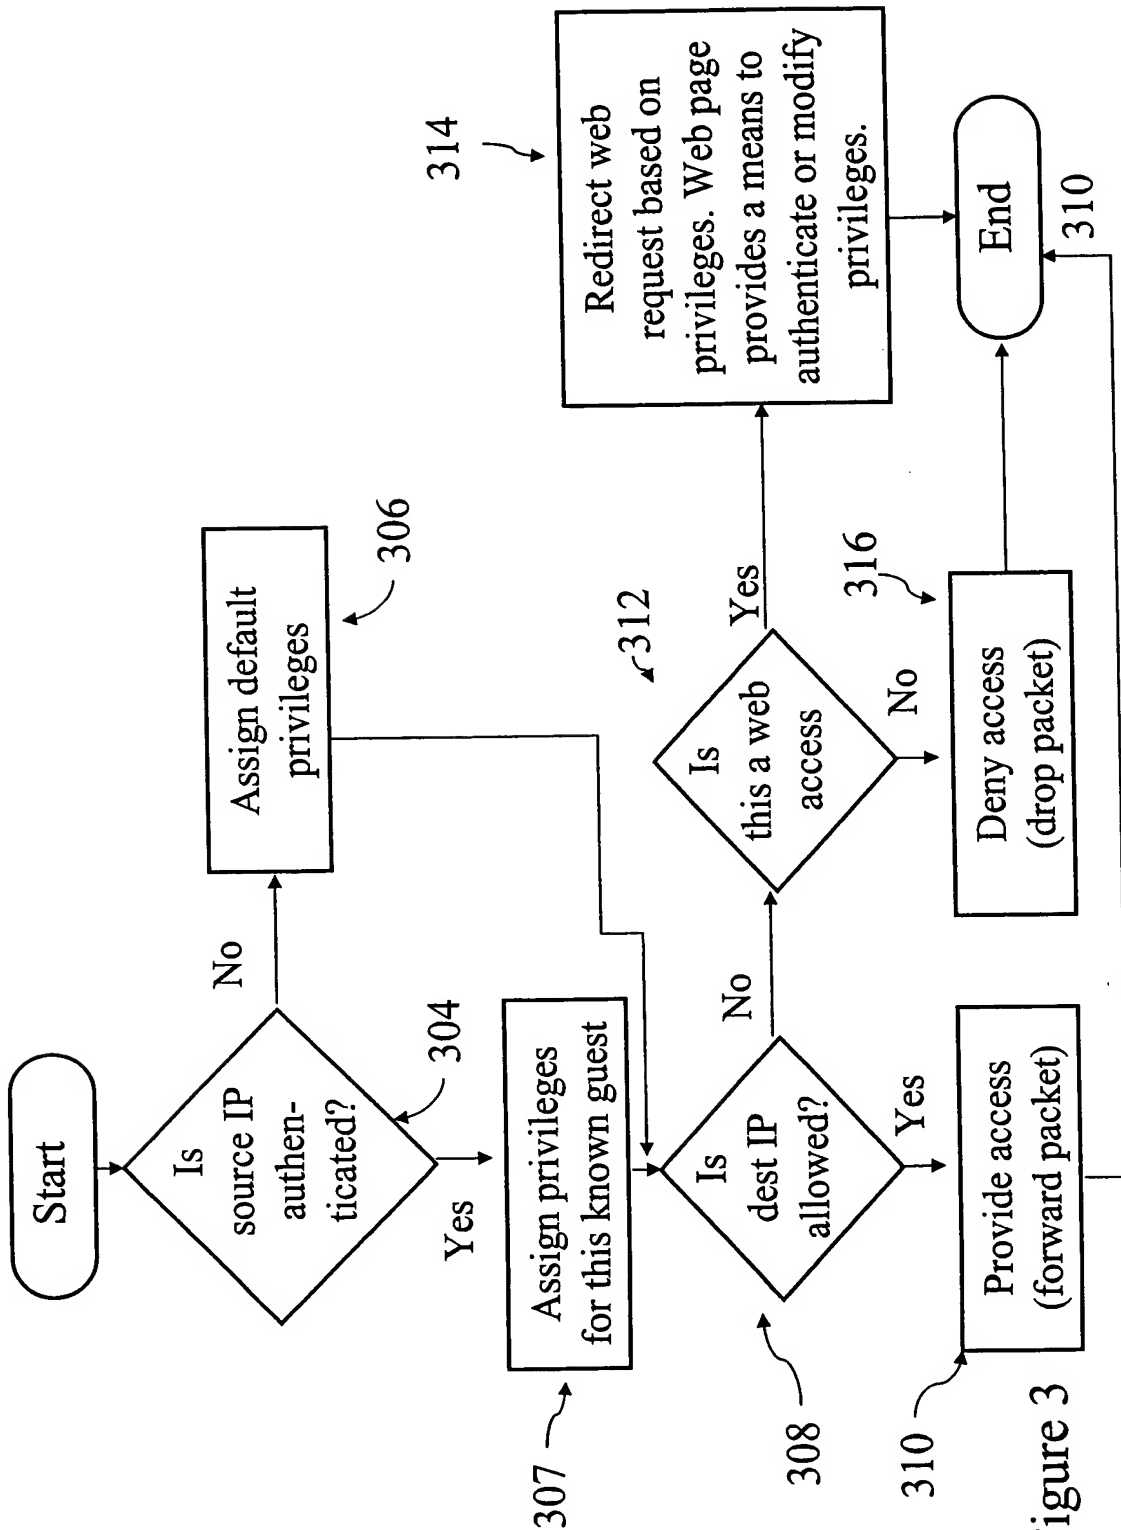 Start
Is
source IP
authen-
ticated?
304
No
Assign default
privileges
306
Yes
Assign privileges
for this known guest
307
Is
dest IP
allowed?
308
No
Is
this a web
access
312
Yes
Redirect web
request based on
privileges. Web page
provides a means to
authenticate or modify
privileges.
314
Yes
Provide access
(forward packet)
310
No
Deny access
(drop packet)
316
End
310
igure 3